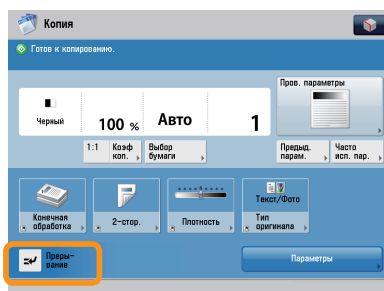 Копия
Готов к копированию.
Пров. параметры
Черный
100 %
Авто
1
1:1
Коэф
коп.
Выбор
бумаги
Предыд.
парам.
Часто
исп. пар.
Конечная
обработка
2-стор.
Плотность
Текст/Фото
Тип
оригинала
Преры-
вание
Параметры